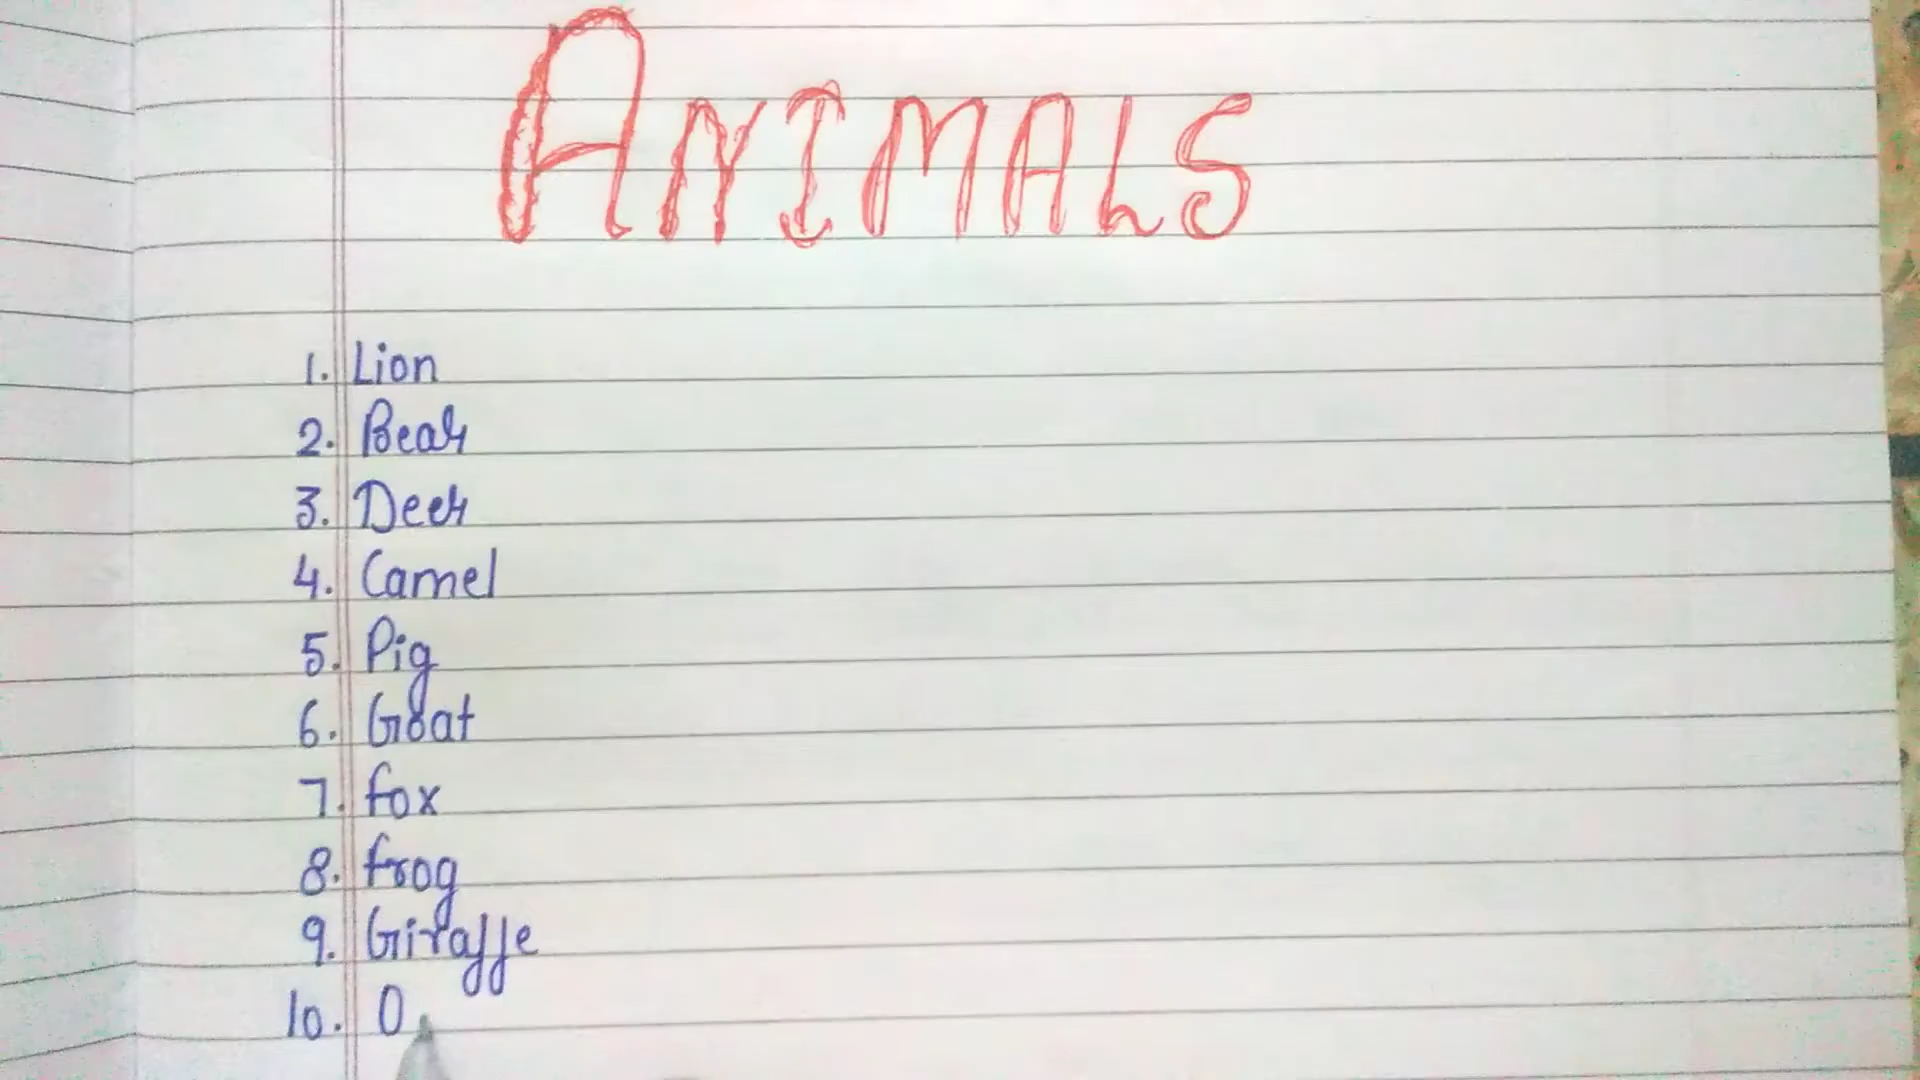 ANIMALS
1. Lion
2. Bear
3. Deer
4. Camel
5. Pig
6. Goat
7. fox
8. frog
9. Giraffe
10. O